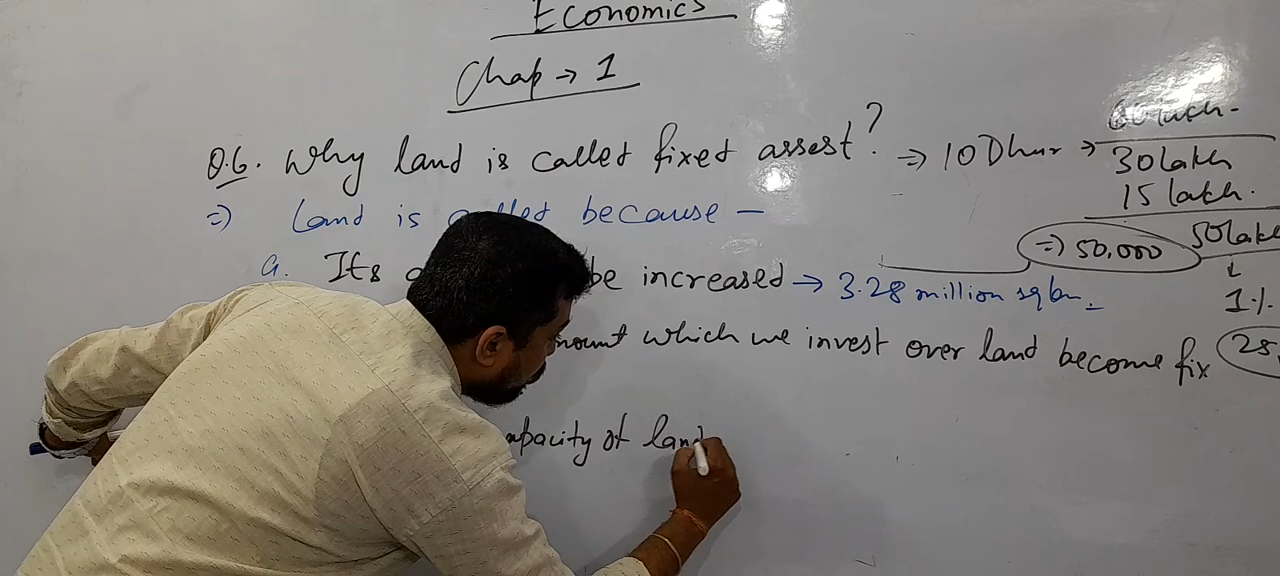 Economics
Chap → 1
Q.6. Why land is called fixed assest? ⇒ 10 Dhur →
30 lakh
15 lakh.
⇒ Land is called because —
⇒ 50,000 50 lakh
↓
1%
a. Its be increased → 3.28 million sq km.
mount which we invest over land become fix
apacity of land